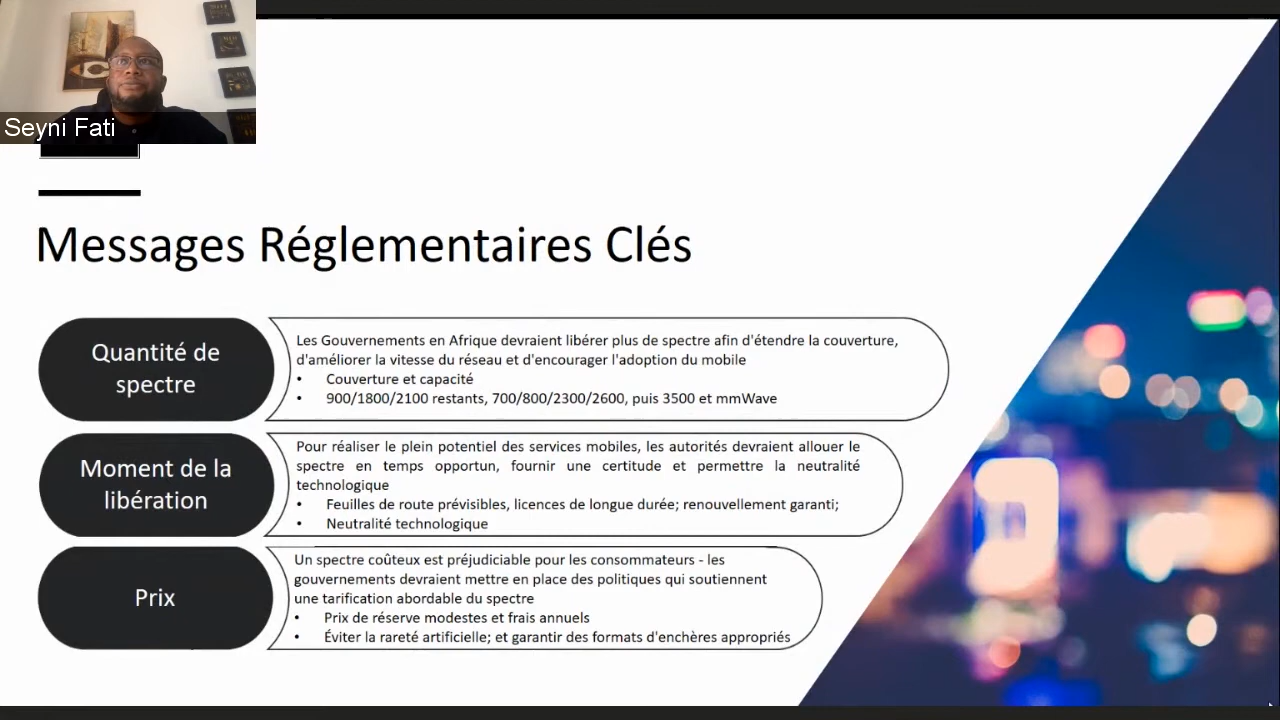 Seyni Fati
Messages Réglementaires Clés
Quantité de
spectre
Les Gouvernements en Afrique devraient libérer plus de spectre afin d'étendre la couverture,
d'améliorer la vitesse du réseau et d'encourager l'adoption du mobile
• Couverture et capacité
• 900/1800/2100 restants, 700/800/2300/2600, puis 3500 et mmWave
Moment de la
libération
Pour réaliser le plein potentiel des services mobiles, les autorités devraient allouer le
spectre en temps opportun, fournir une certitude et permettre la neutralité
technologique
• Feuilles de route prévisibles, licences de longue durée; renouvellement garanti;
• Neutralité technologique
Prix
Un spectre coûteux est préjudiciable pour les consommateurs - les
gouvernements devraient mettre en place des politiques qui soutiennent
une tarification abordable du spectre
• Prix de réserve modestes et frais annuels
• Éviter la rareté artificielle; et garantir des formats d'enchères appropriés